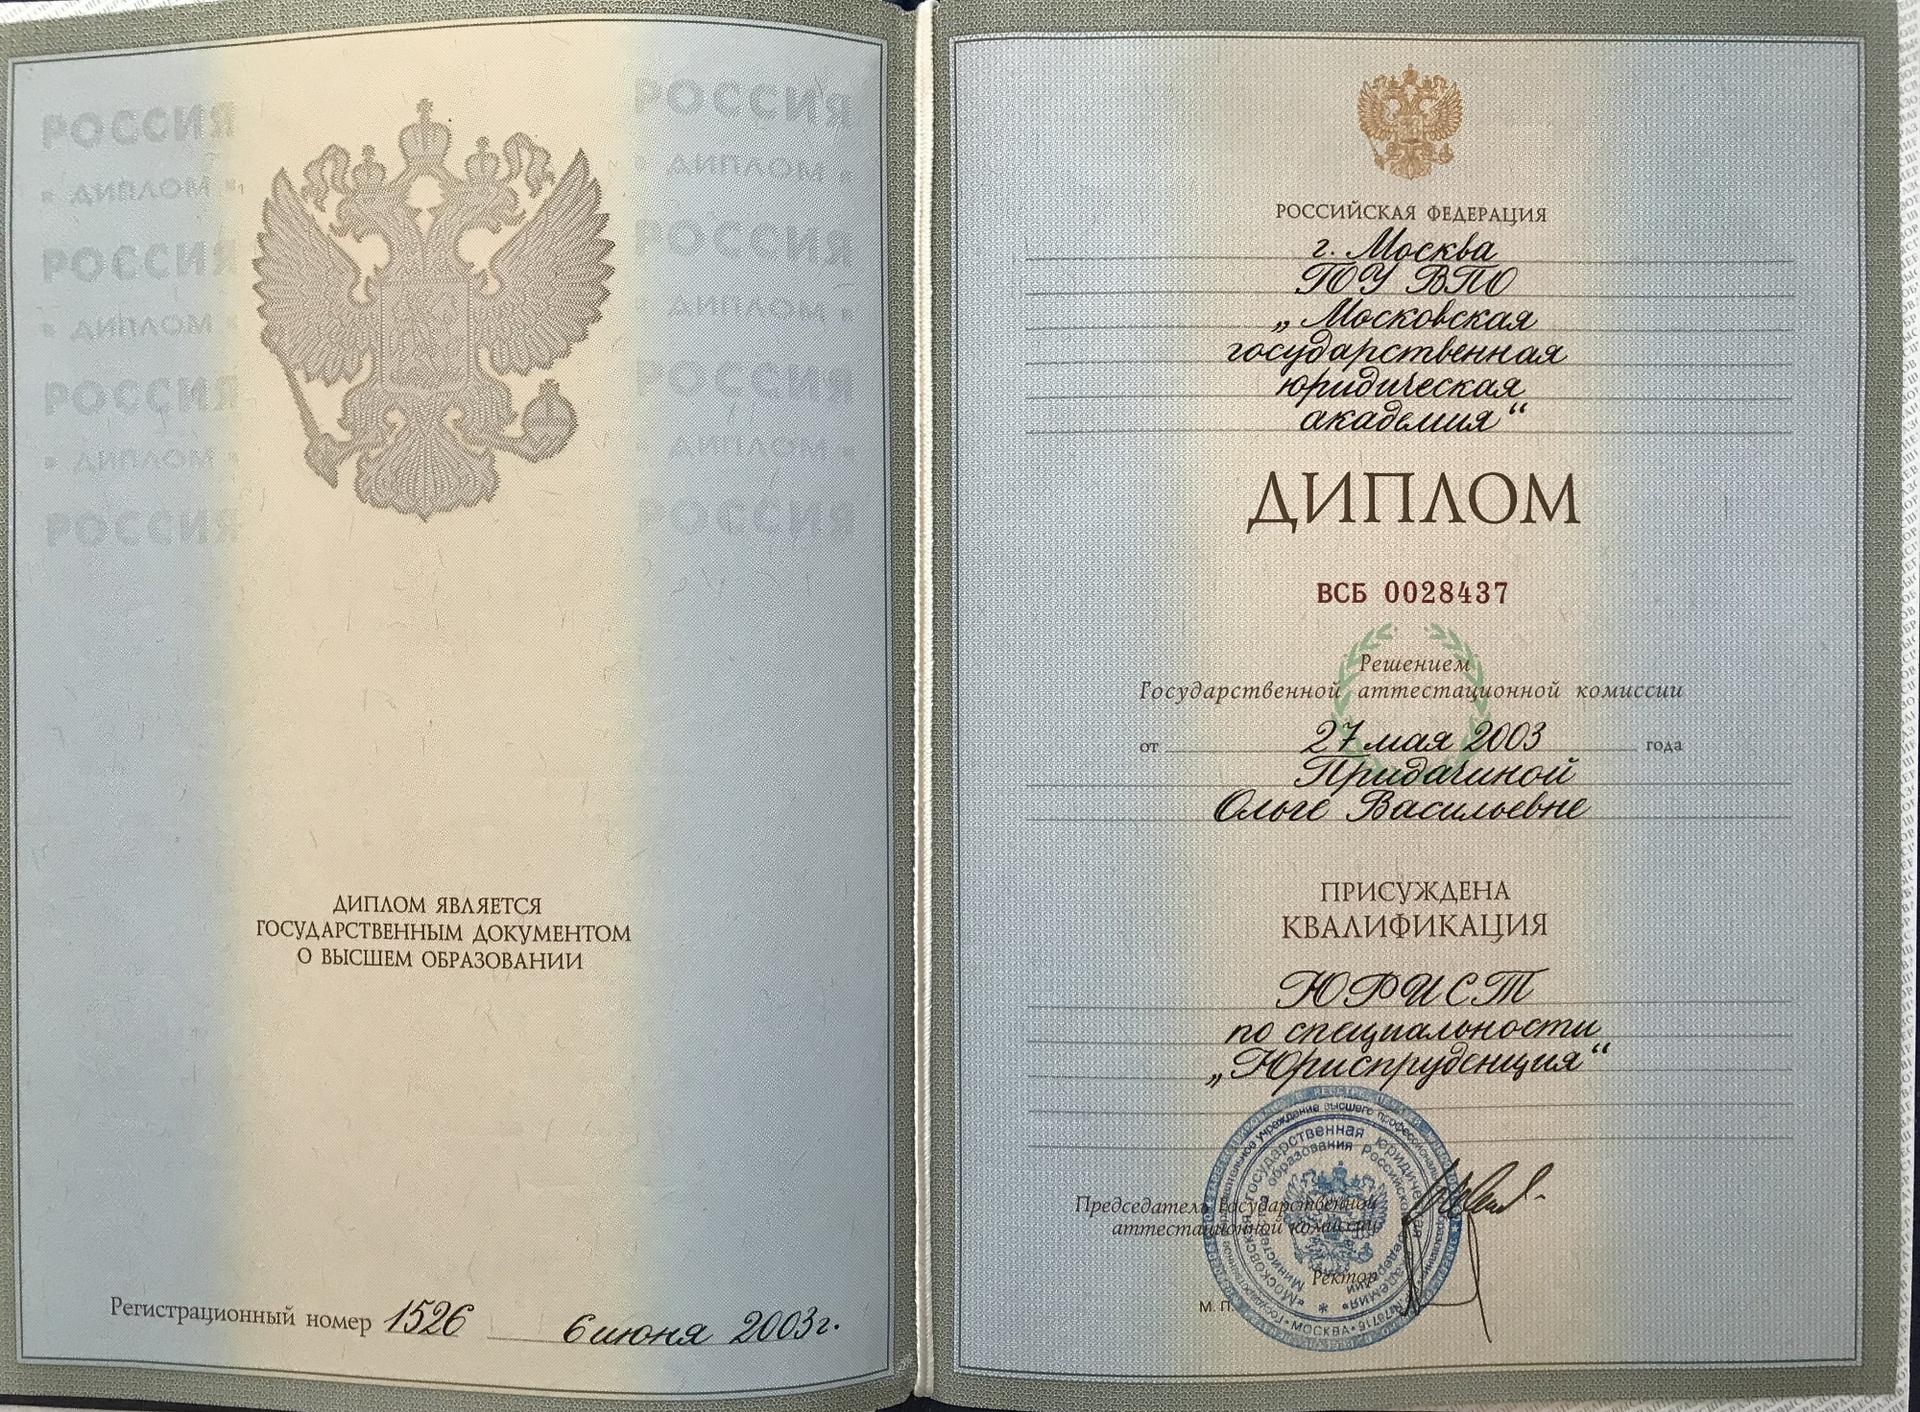 РОССИЯ
ДИПЛОМ
РОССИЯ
ДИПЛОМ
РОССИЯ
ДИПЛОМ
РОССИЯ
РОССИЯ
ДИПЛОМ
РОССИЯ
ДИПЛОМ
РОССИЯ
ДИПЛОМ
РОССИЯ
ДИПЛОМ ЯВЛЯЕТСЯ
ГОСУДАРСТВЕННЫМ ДОКУМЕНТОМ
О ВЫСШЕМ ОБРАЗОВАНИИ
Регистрационный номер 1526 6 июня 2003г.
РОССИЙСКАЯ ФЕДЕРАЦИЯ
г. Москва
ГОУ ВПО
„Московская
государственная
юридическая
академия“
ДИПЛОМ
ВСБ 0028437
Решением
Государственной аттестационной комиссии
от 27 мая 2003 года
Придачиной
Ольге Васильевне
ПРИСУЖДЕНА
КВАЛИФИКАЦИЯ
ЮРИСТ
по специальности
„Юриспруденция“
Председатель Государственной
аттестационной комиссии
Ректор
М. П.
МОСКВА